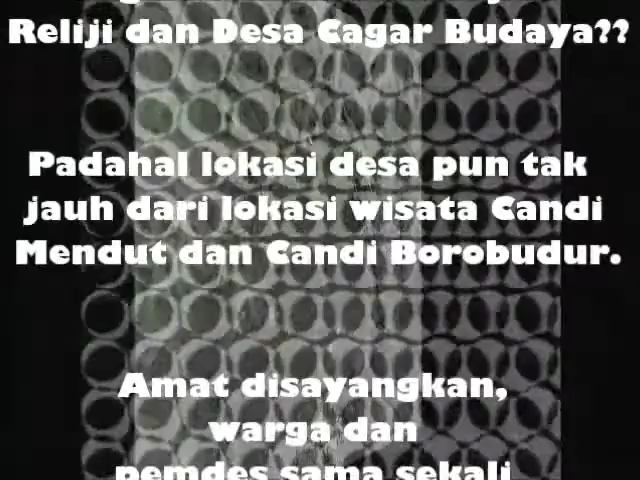 Reliji dan Desa Cagar Budaya??
Padahal lokasi desa pun tak
jauh dari lokasi wisata Candi
Mendut dan Candi Borobudur.
Amat disayangkan,
warga dan
pemdes sama sekali